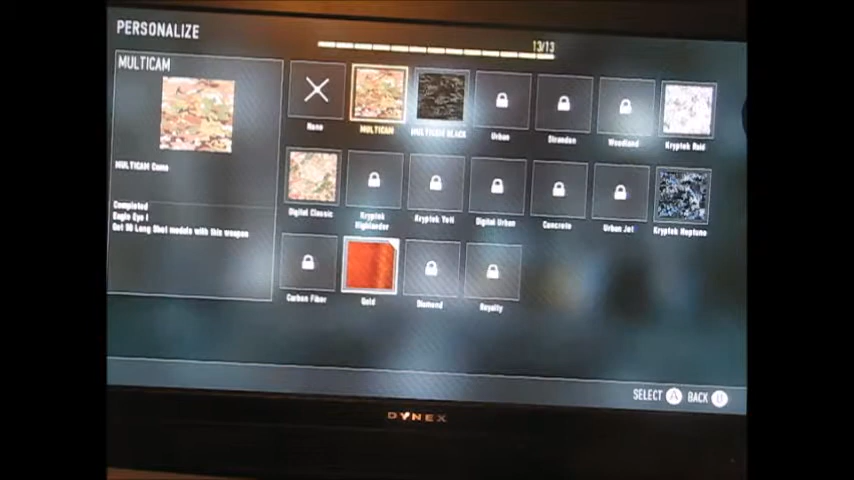 PERSONALIZE
13/13
MULTICAM
MULTICAM Camo
Completed
Eagle Eye I
Get 50 Long Shot medals with this weapon
None
MULTICAM
MULTICAM BLACK
Urban
Stranden
Woodland
Kryptek Raid
Digital Classic
Kryptek
Highlander
Kryptek Yeti
Digital Urban
Concrete
Urban Jet
Kryptek Neptune
Carbon Fiber
Gold
Diamond
Royalty
SELECT A BACK
DYNEX